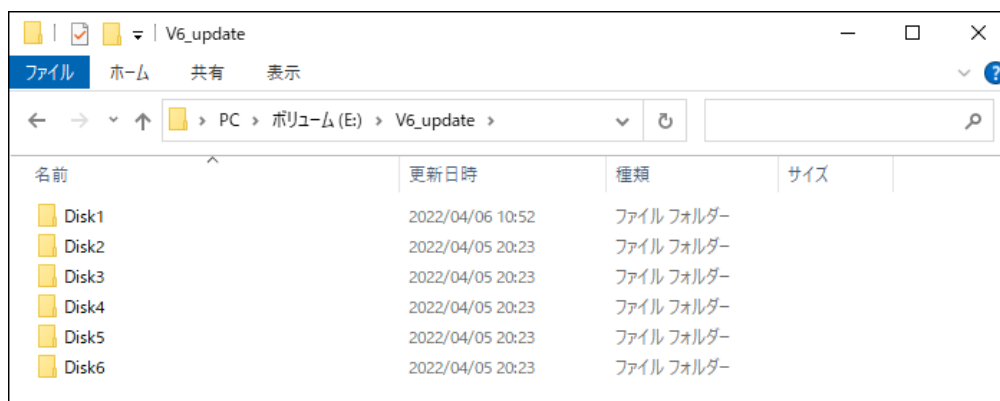 V6_update
ファイル ホーム 共有 表示 ?
PC > ボリューム (E:) > V6_update >
名前 更新日時 種類 サイズ
Disk1 2022/04/06 10:52 ファイル フォルダー
Disk2 2022/04/05 20:23 ファイル フォルダー
Disk3 2022/04/05 20:23 ファイル フォルダー
Disk4 2022/04/05 20:23 ファイル フォルダー
Disk5 2022/04/05 20:23 ファイル フォルダー
Disk6 2022/04/05 20:23 ファイル フォルダー